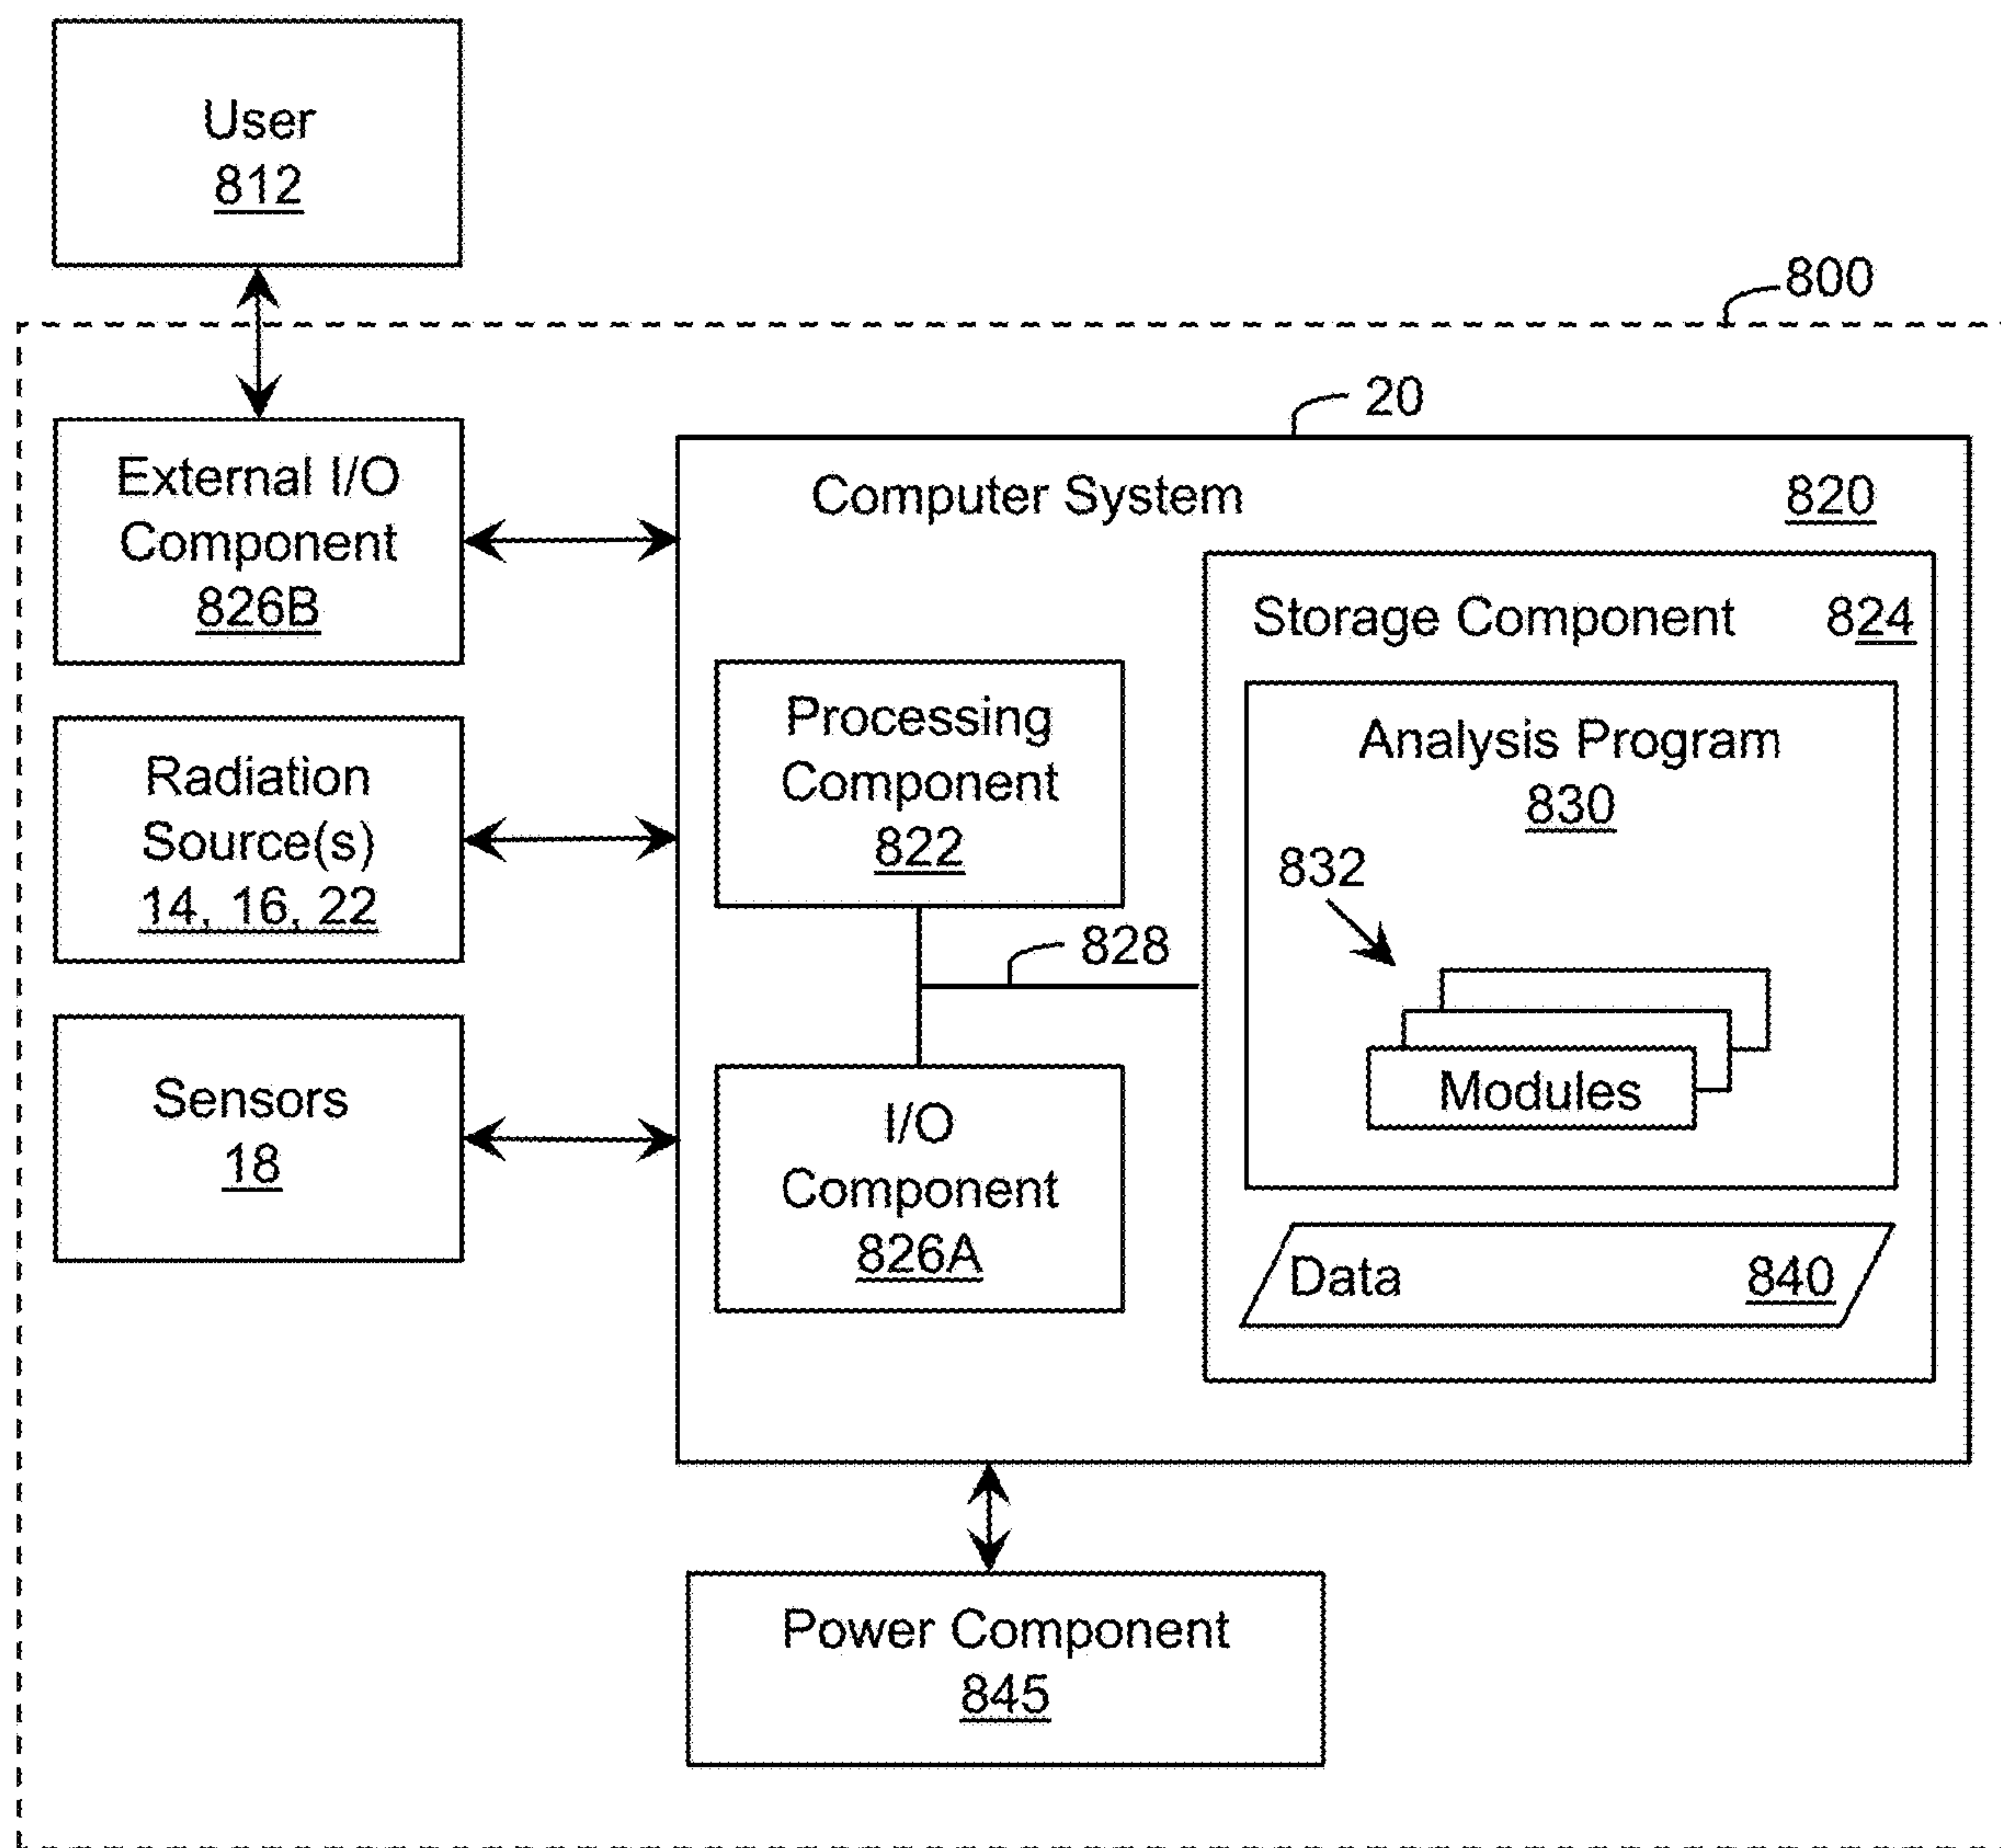 User
812
800
20
External I/O
Component
826B
Computer System 820
Storage Component 824
Processing
Component
822
Analysis Program
830
Radiation
Source(s)
14, 16, 22
832
828
Modules
Sensors
18
I/O
Component
826A
Data 840
Power Component
845